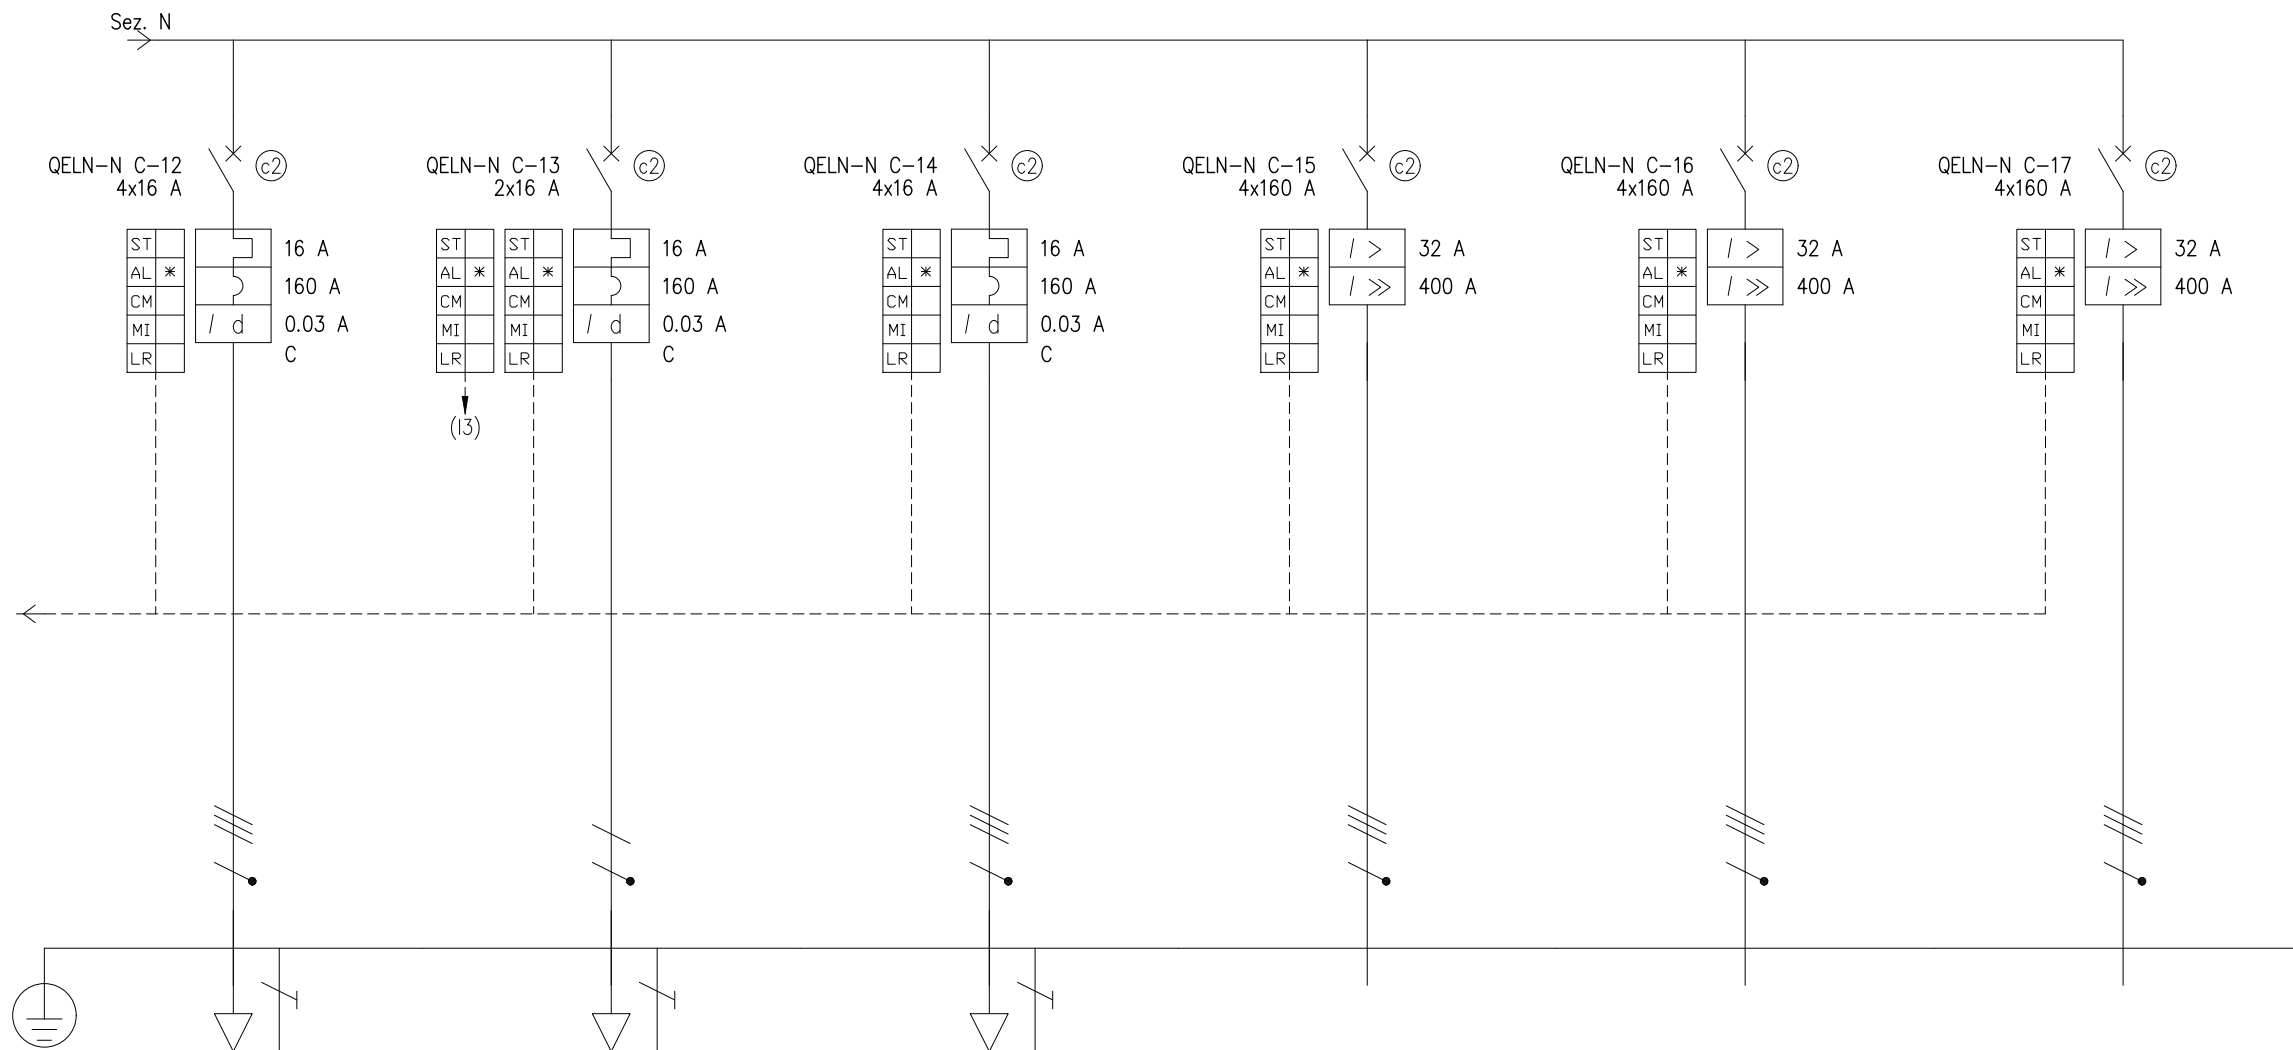 Sez. N
QELN-N C-12
4x16 A
c2
ST
AL *
CM
MI
LR
I d
16 A
160 A
0.03 A
C
QELN-N C-13
2x16 A
c2
ST
AL *
CM
MI
LR
(I3)
ST
AL *
CM
MI
LR
I d
16 A
160 A
0.03 A
C
QELN-N C-14
4x16 A
c2
ST
AL *
CM
MI
LR
I d
16 A
160 A
0.03 A
C
QELN-N C-15
4x160 A
c2
ST
AL *
CM
MI
LR
I > 32 A
I >> 400 A
QELN-N C-16
4x160 A
c2
ST
AL *
CM
MI
LR
I > 32 A
I >> 400 A
QELN-N C-17
4x160 A
c2
ST
AL *
CM
MI
LR
I > 32 A
I >> 400 A